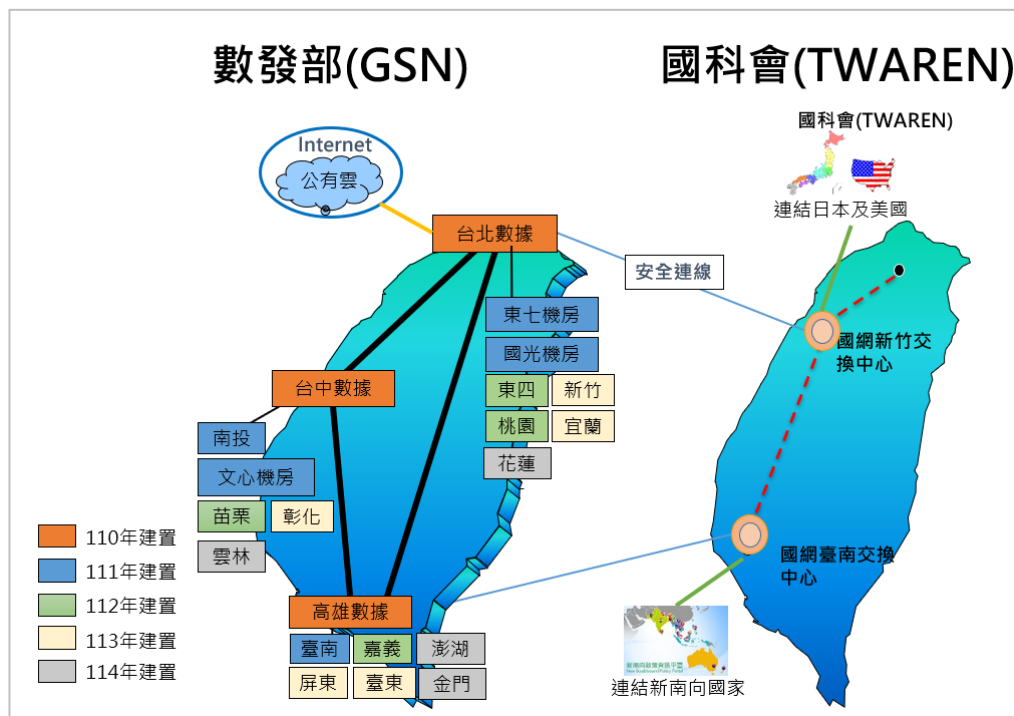 數發部(GSN)
國科會(TWAREN)
Internet
公有雲
台北數據
東七機房
國光機房
東四
新竹
桃園
宜蘭
花蓮
台中數據
南投
文心機房
苗栗
彰化
雲林
高雄數據
臺南
嘉義
澎湖
屏東
臺東
金門
110年建置
111年建置
112年建置
113年建置
114年建置
安全連線
國科會(TWAREN)
連結日本及美國
國網新竹交
換中心
國網臺南交換
中心
New Southbound Policy Portal
連結新南向國家